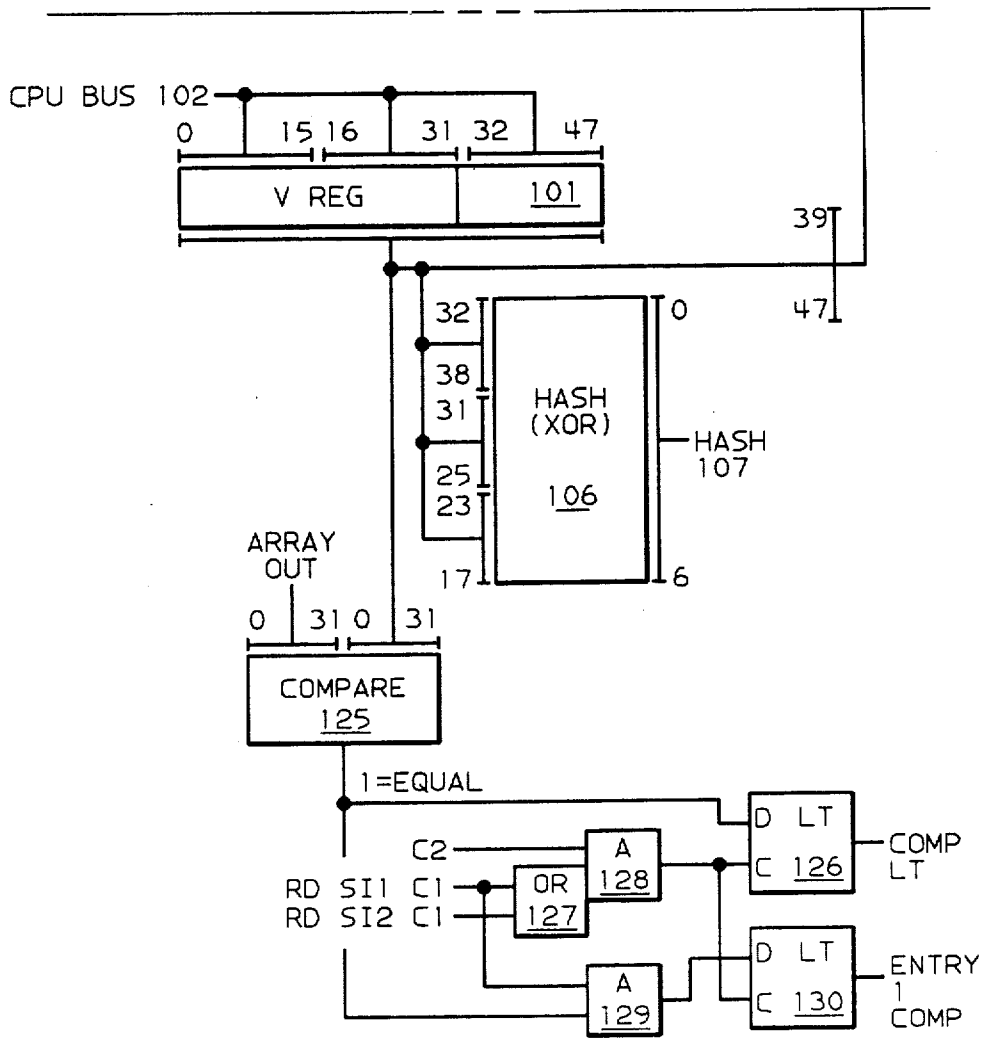 CPU BUS 102
0 15 16 31 32 47
V REG 101
39
47
32
38
31
25
23
17
HASH
(XOR)
106
0
6
HASH
107
ARRAY
OUT
0 31 0 31
COMPARE
125
1=EQUAL
C2
RD SI1 C1
RD SI2 C1
OR
127
A
128
D LT
C 126
COMP
LT
A
129
D LT
C 130
ENTRY
1
COMP